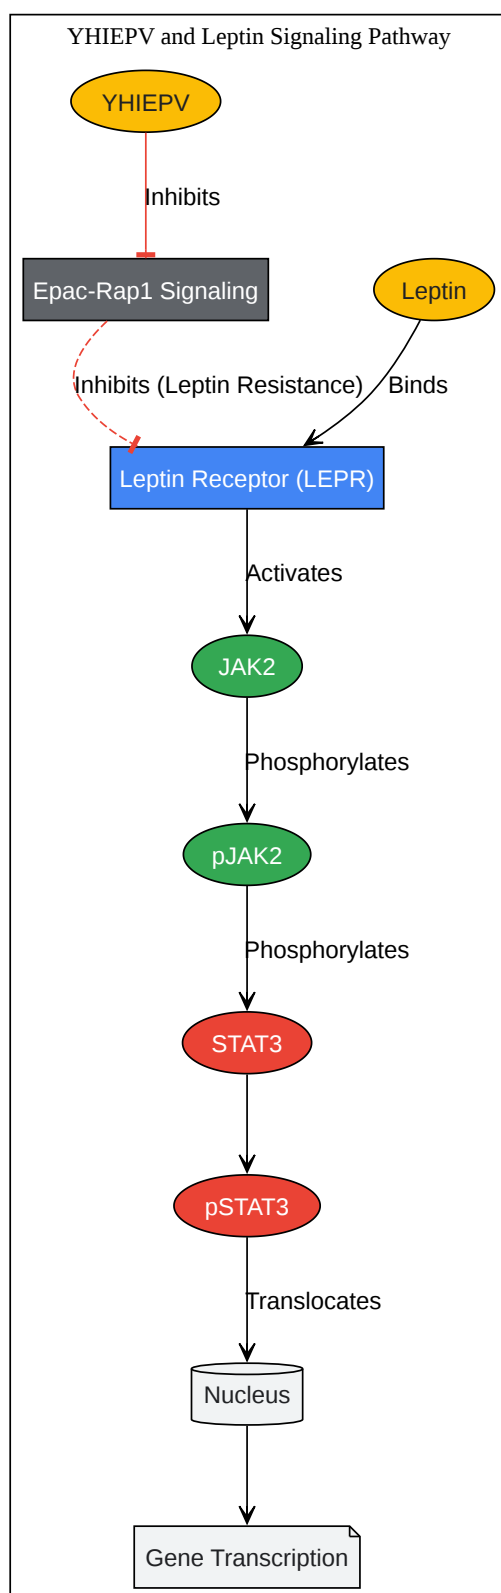 YHIEPV and Leptin Signaling Pathway
YHIEPV
Inhibits
Epac-Rap1 Signaling
Leptin
Inhibits (Leptin Resistance)
Binds
Leptin Receptor (LEPR)
Activates
JAK2
Phosphorylates
pJAK2
Phosphorylates
STAT3
pSTAT3
Translocates
Nucleus
Gene Transcription